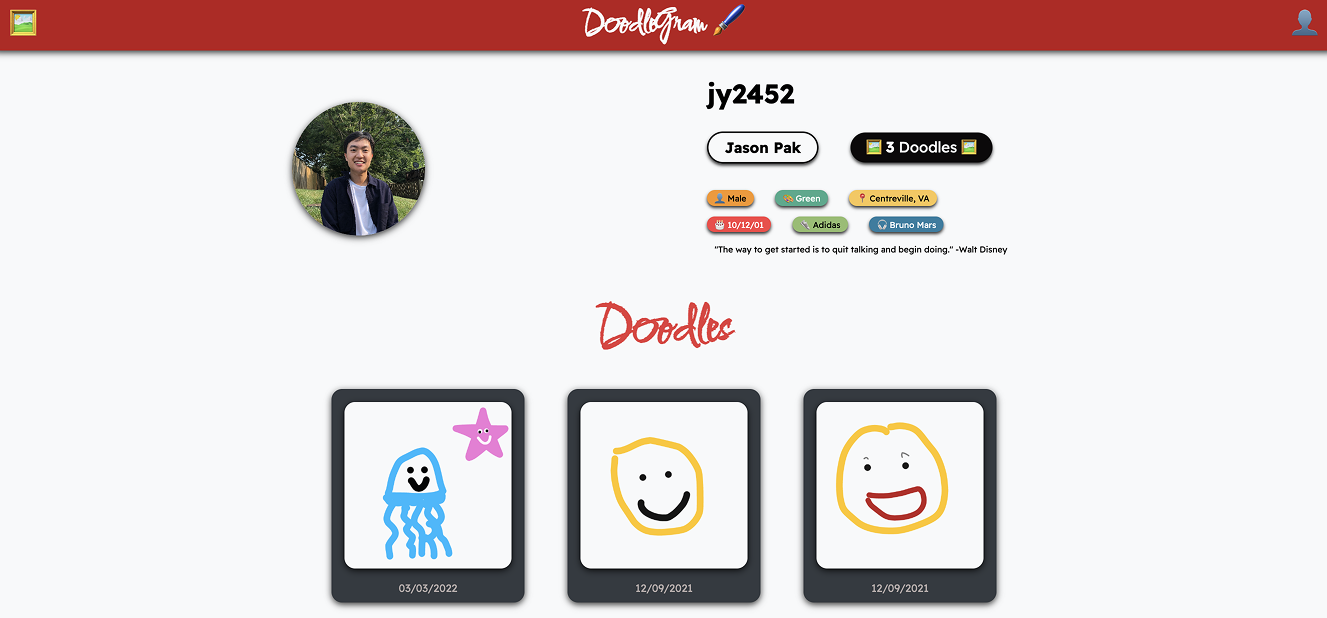 DoodleGram
jy2452
Jason Pak
3 Doodles
Male
Green
Centreville, VA
10/12/01
Adidas
Bruno Mars
"The way to get started is to quit talking and begin doing." -Walt Disney
Doodles
03/03/2022
12/09/2021
12/09/2021